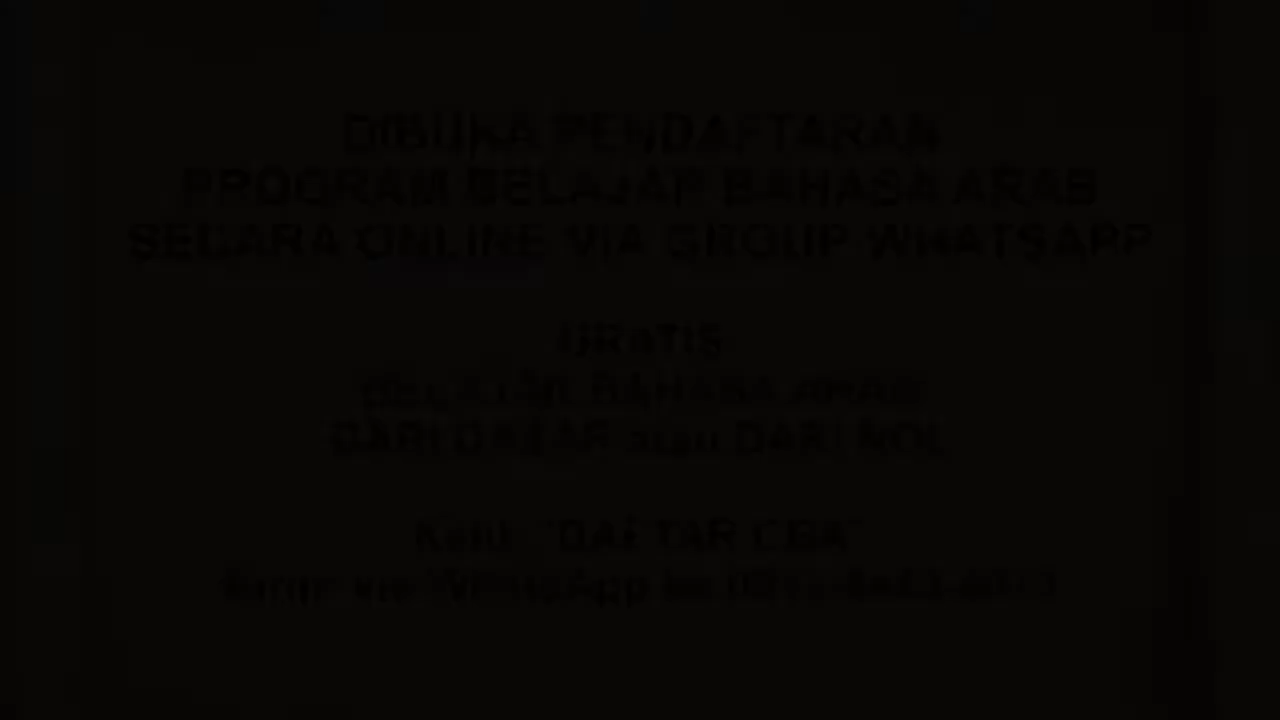 DIBUKA PENDAFTARAN
PROGRAM BELAJAR BAHASA ARAB
SECARA ONLINE VIA GROUP WHATSAPP
GRATIS
BELAJAR BAHASA ARAB
DARI DASAR atau DARI NOL
Ketik "DAFTAR
via WhatsApp ke